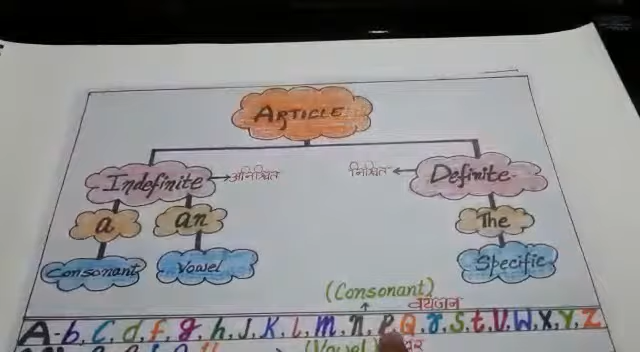 ARTICLE
Indefinite → अनिश्चित निश्चित ← Definite
a an The
Consonant Vowel Specific
(Consonant)
व्यंजन
A-b, C, d, f, g, h, J, K, l, m, n, P, Q, r, S, t, V, W, X, Y, Z
(Vowel)